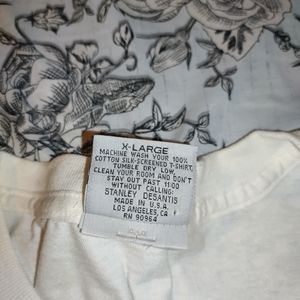 X-LARGE
MACHINE WASH YOUR 100%
COTTON SILK-SCREENED T-SHIRT,
TUMBLE DRY LOW,
CLEAN YOUR ROOM AND DON'T
STAY OUT PAST 11:00
WITHOUT CALLING:
STANLEY DESANTIS
MADE IN U.S.A.
LOS ANGELES, CA
RN 90964